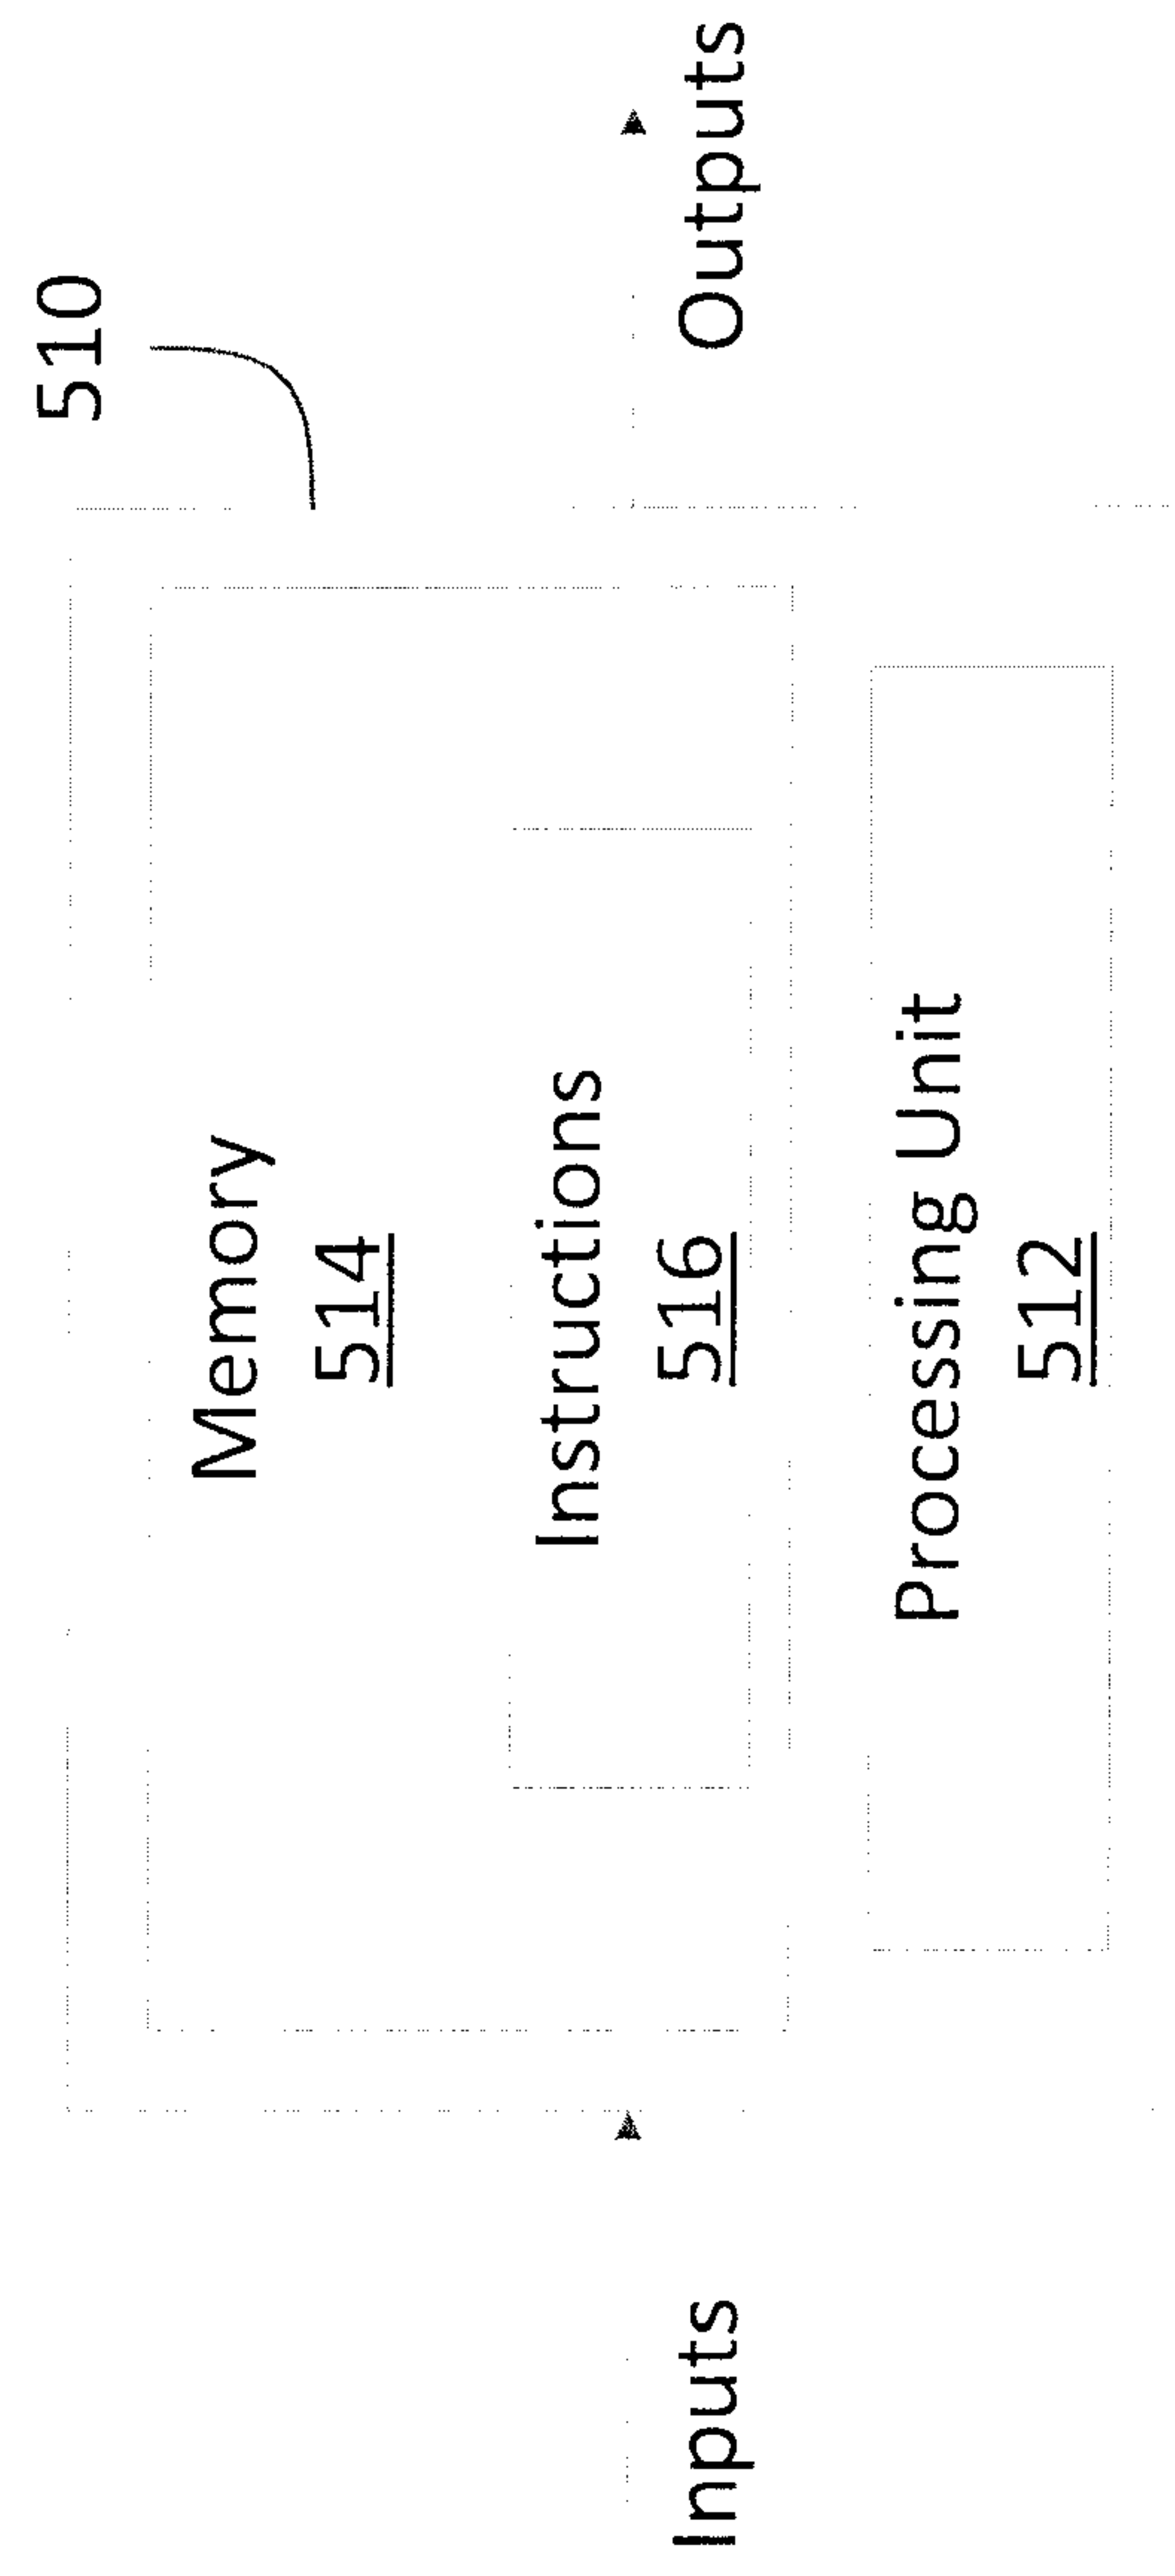 510
Memory
514
Instructions
516
Inputs
Outputs
Processing Unit
512